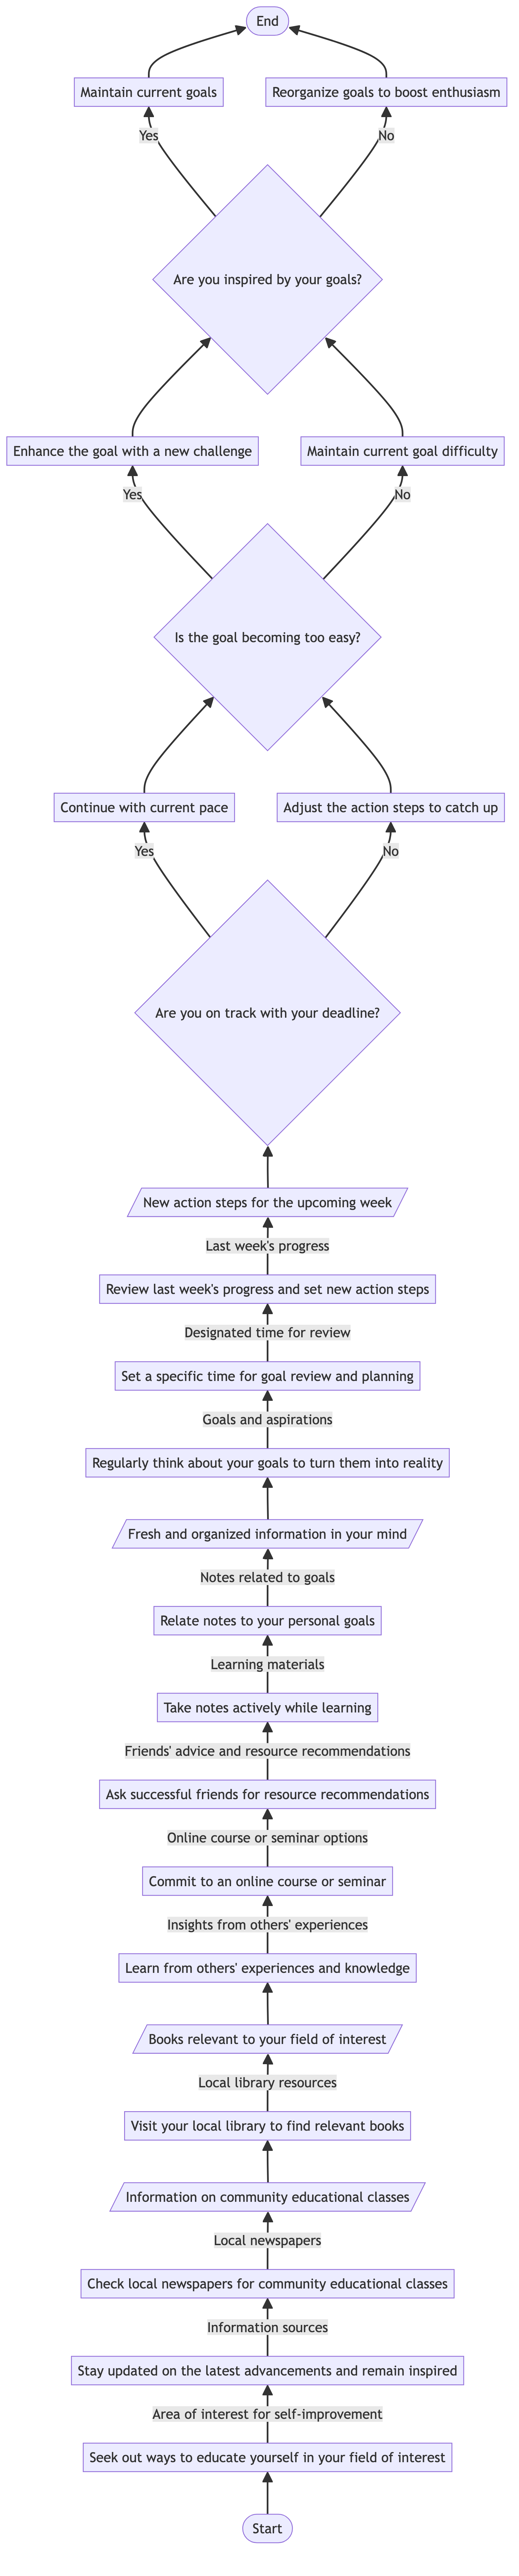 End
Maintain current goals
Reorganize goals to boost enthusiasm
Yes
No
Are you inspired by your goals?
Enhance the goal with a new challenge
Maintain current goal difficulty
Yes
No
Is the goal becoming too easy?
Continue with current pace
Adjust the action steps to catch up
Yes
No
Are you on track with your deadline?
New action steps for the upcoming week
Last week's progress
Review last week's progress and set new action steps
Designated time for review
Set a specific time for goal review and planning
Goals and aspirations
Regularly think about your goals to turn them into reality
Fresh and organized information in your mind
Notes related to goals
Relate notes to your personal goals
Learning materials
Take notes actively while learning
Friends' advice and resource recommendations
Ask successful friends for resource recommendations
Online course or seminar options
Commit to an online course or seminar
Insights from others' experiences
Learn from others' experiences and knowledge
Books relevant to your field of interest
Local library resources
Visit your local library to find relevant books
Information on community educational classes
Local newspapers
Check local newspapers for community educational classes
Information sources
Stay updated on the latest advancements and remain inspired
Area of interest for self-improvement
Seek out ways to educate yourself in your field of interest
Start